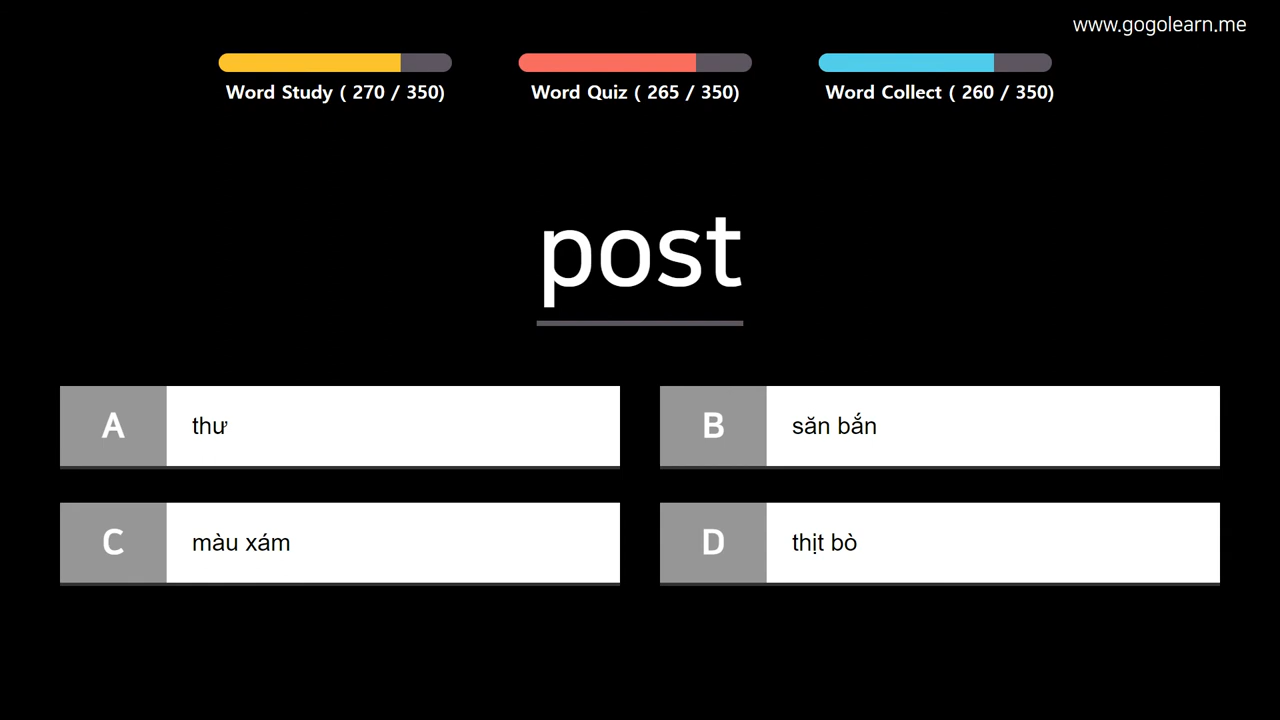 www.gogolearn.me
Word Study ( 270 / 350)
Word Quiz ( 265 / 350)
Word Collect ( 260 / 350)
post
A thư
B săn bắn
C màu xám
D thịt bò